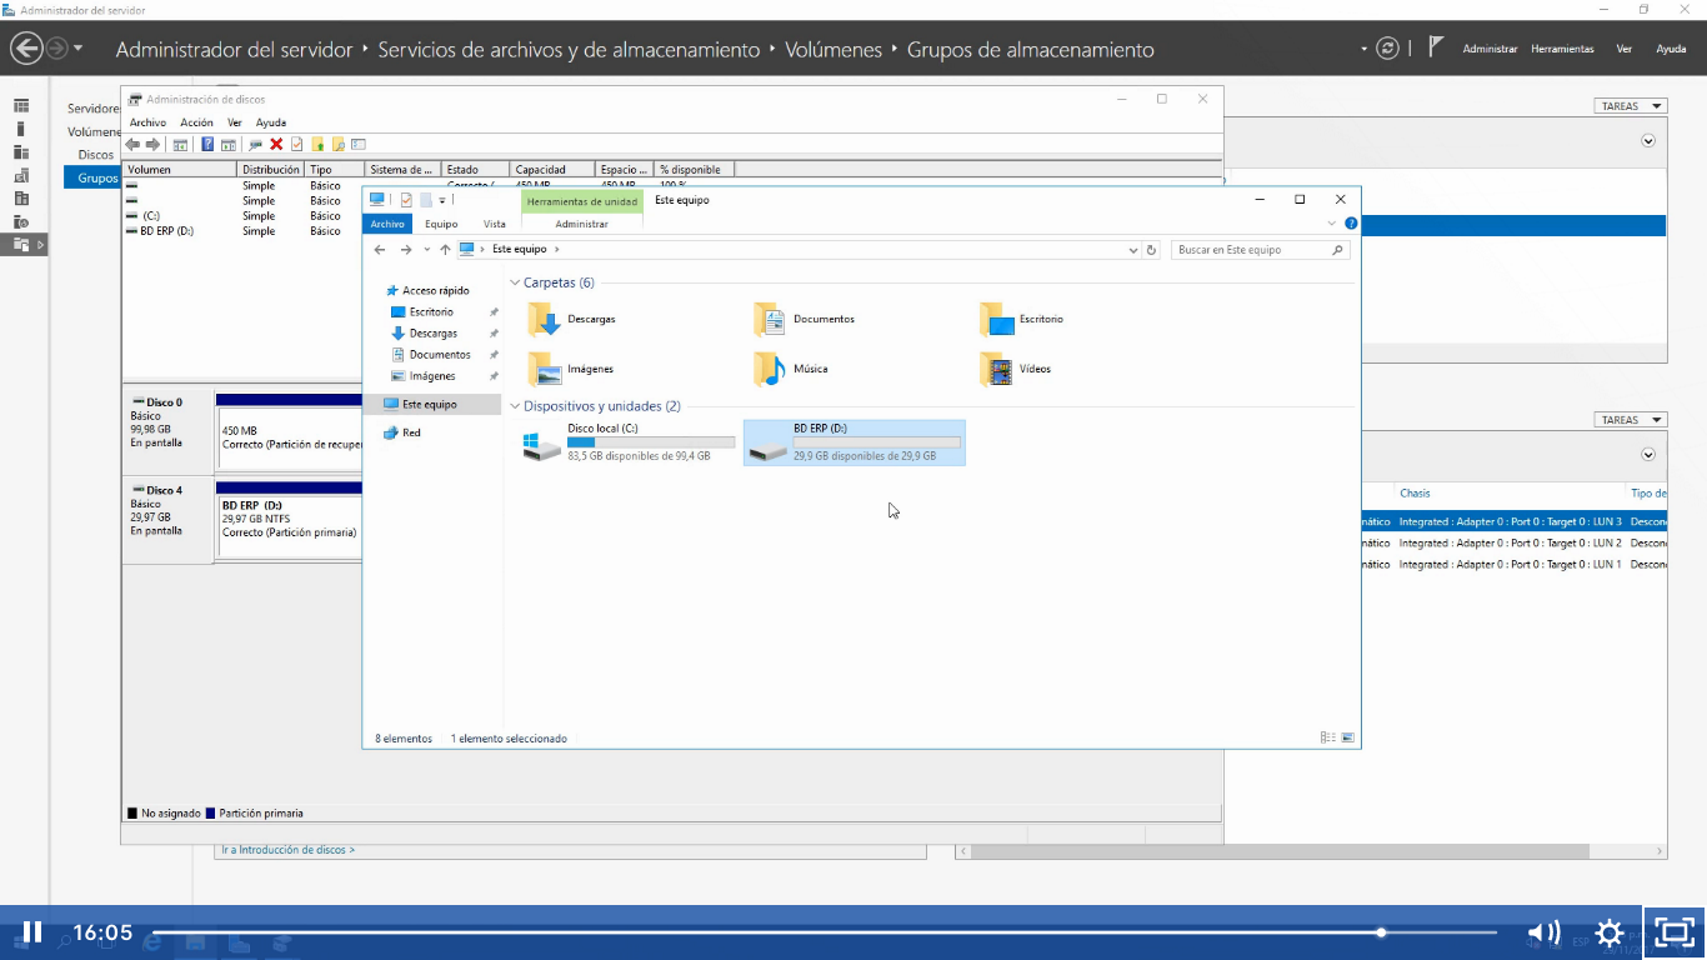 Administrador del servidor
Administrador del servidor ‣ Servicios de archivos y de almacenamiento ‣ Volúmenes ‣ Grupos de almacenamiento
Administrar Herramientas Ver Ayuda
Servidores
Volúmene
Discos
Grupos
TAREAS
Administración de discos
Archivo Acción Ver Ayuda
Volumen Distribución Tipo Sistema de ... Estado Capacidad Espacio ... % disponible
Simple Básico Correcto ( 450 MB 450 MB 100 %
Simple Básico
(C:) Simple Básico
BD ERP (D:) Simple Básico
Disco 0
Básico
99,98 GB
En pantalla
450 MB
Correcto (Partición de recupe
Disco 4
Básico
29,97 GB
En pantalla
BD ERP (D:)
29,97 GB NTFS
Correcto (Partición primaria)
No asignado Partición primaria
Herramientas de unidad Este equipo
Archivo Equipo Vista Administrar
Este equipo
Buscar en Este equipo
Acceso rápido
Escritorio
Descargas
Documentos
Imágenes
Este equipo
Red
Carpetas (6)
Descargas Documentos Escritorio
Imágenes Música Vídeos
Dispositivos y unidades (2)
Disco local (C:)
83,5 GB disponibles de 99,4 GB
BD ERP (D:)
29,9 GB disponibles de 29,9 GB
8 elementos 1 elemento seleccionado
TAREAS
Chasis Tipo de
nático Integrated : Adapter 0 : Port 0 : Target 0 : LUN 3 Descon
nático Integrated : Adapter 0 : Port 0 : Target 0 : LUN 2 Descon
nático Integrated : Adapter 0 : Port 0 : Target 0 : LUN 1 Descon
Ir a Introducción de discos >
16:05
ESP